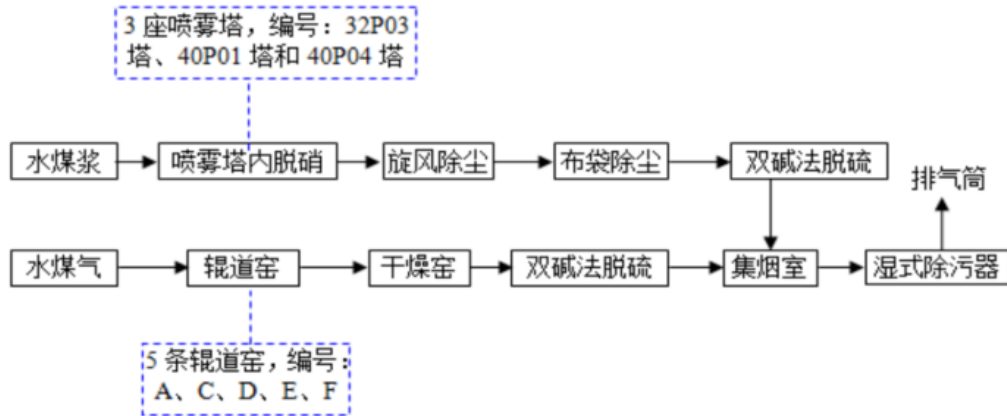 3 座喷雾塔，编号：32P03
塔、40P01 塔和 40P04 塔
水煤浆
喷雾塔内脱硝
旋风除尘
布袋除尘
双碱法脱硫
排气筒
水煤气
辊道窑
干燥窑
双碱法脱硫
集烟室
湿式除污器
5 条辊道窑，编号：
A、C、D、E、F